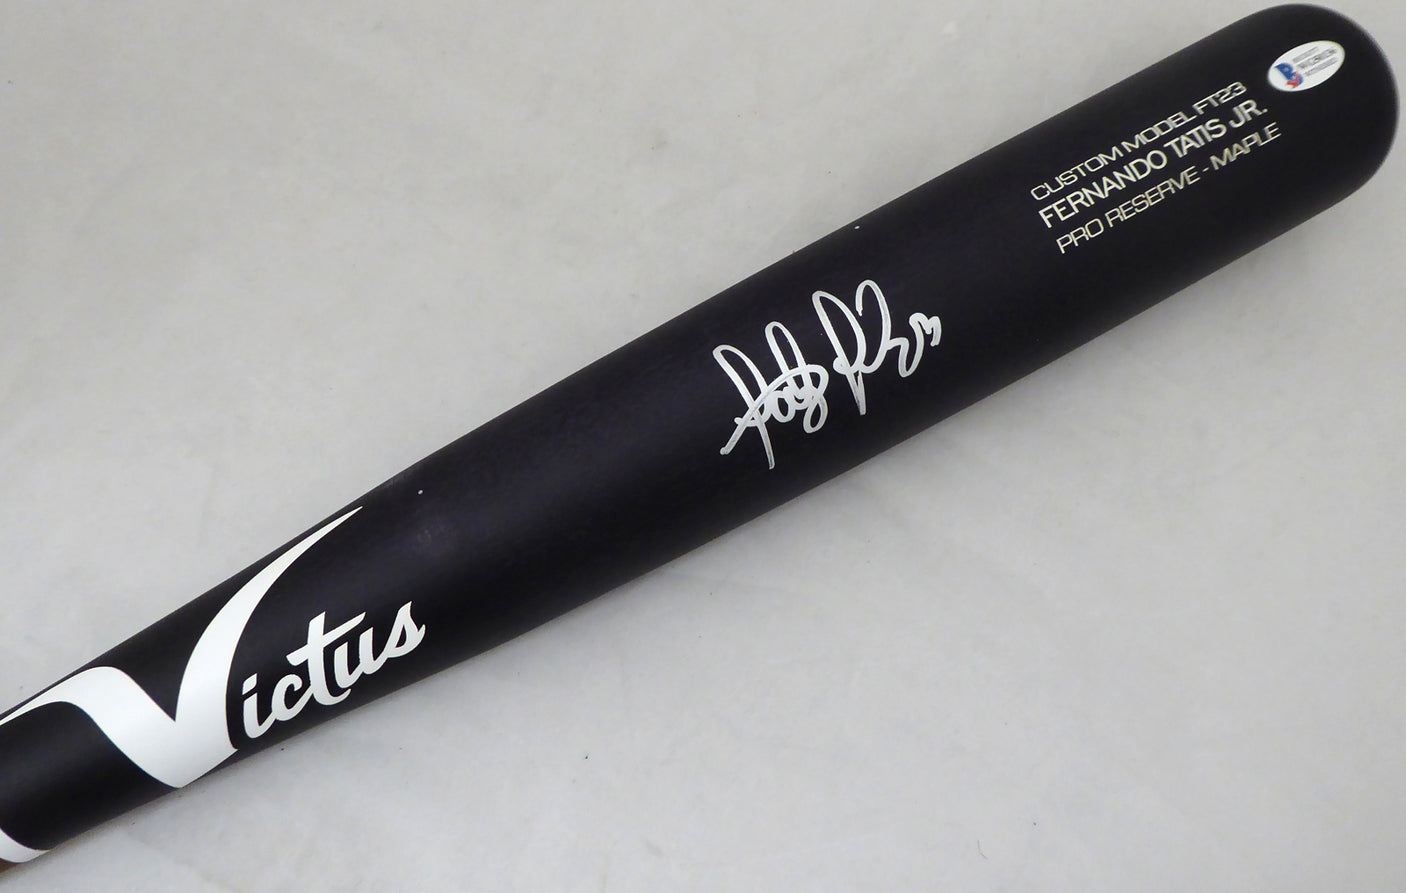 CUSTOM MODEL FT23
FERNANDO TATIS JR.
PRO RESERVE - MAPLE
Victus